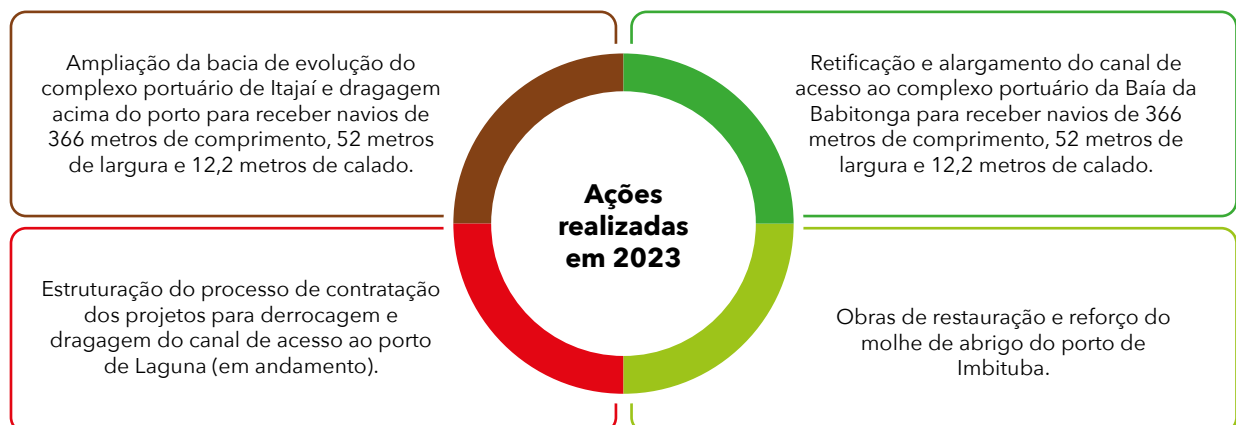 Ampliação da bacia de evolução do
complexo portuário de Itajaí e dragagem
acima do porto para receber navios de
366 metros de comprimento, 52 metros
de largura e 12,2 metros de calado.
Retificação e alargamento do canal de
acesso ao complexo portuário da Baía da
Babitonga para receber navios de 366
metros de comprimento, 52 metros de
largura e 12,2 metros de calado.
Ações
realizadas
em 2023
Estruturação do processo de contratação
dos projetos para derrocagem e
dragagem do canal de acesso ao porto
de Laguna (em andamento).
Obras de restauração e reforço do
molhe de abrigo do porto de
Imbituba.